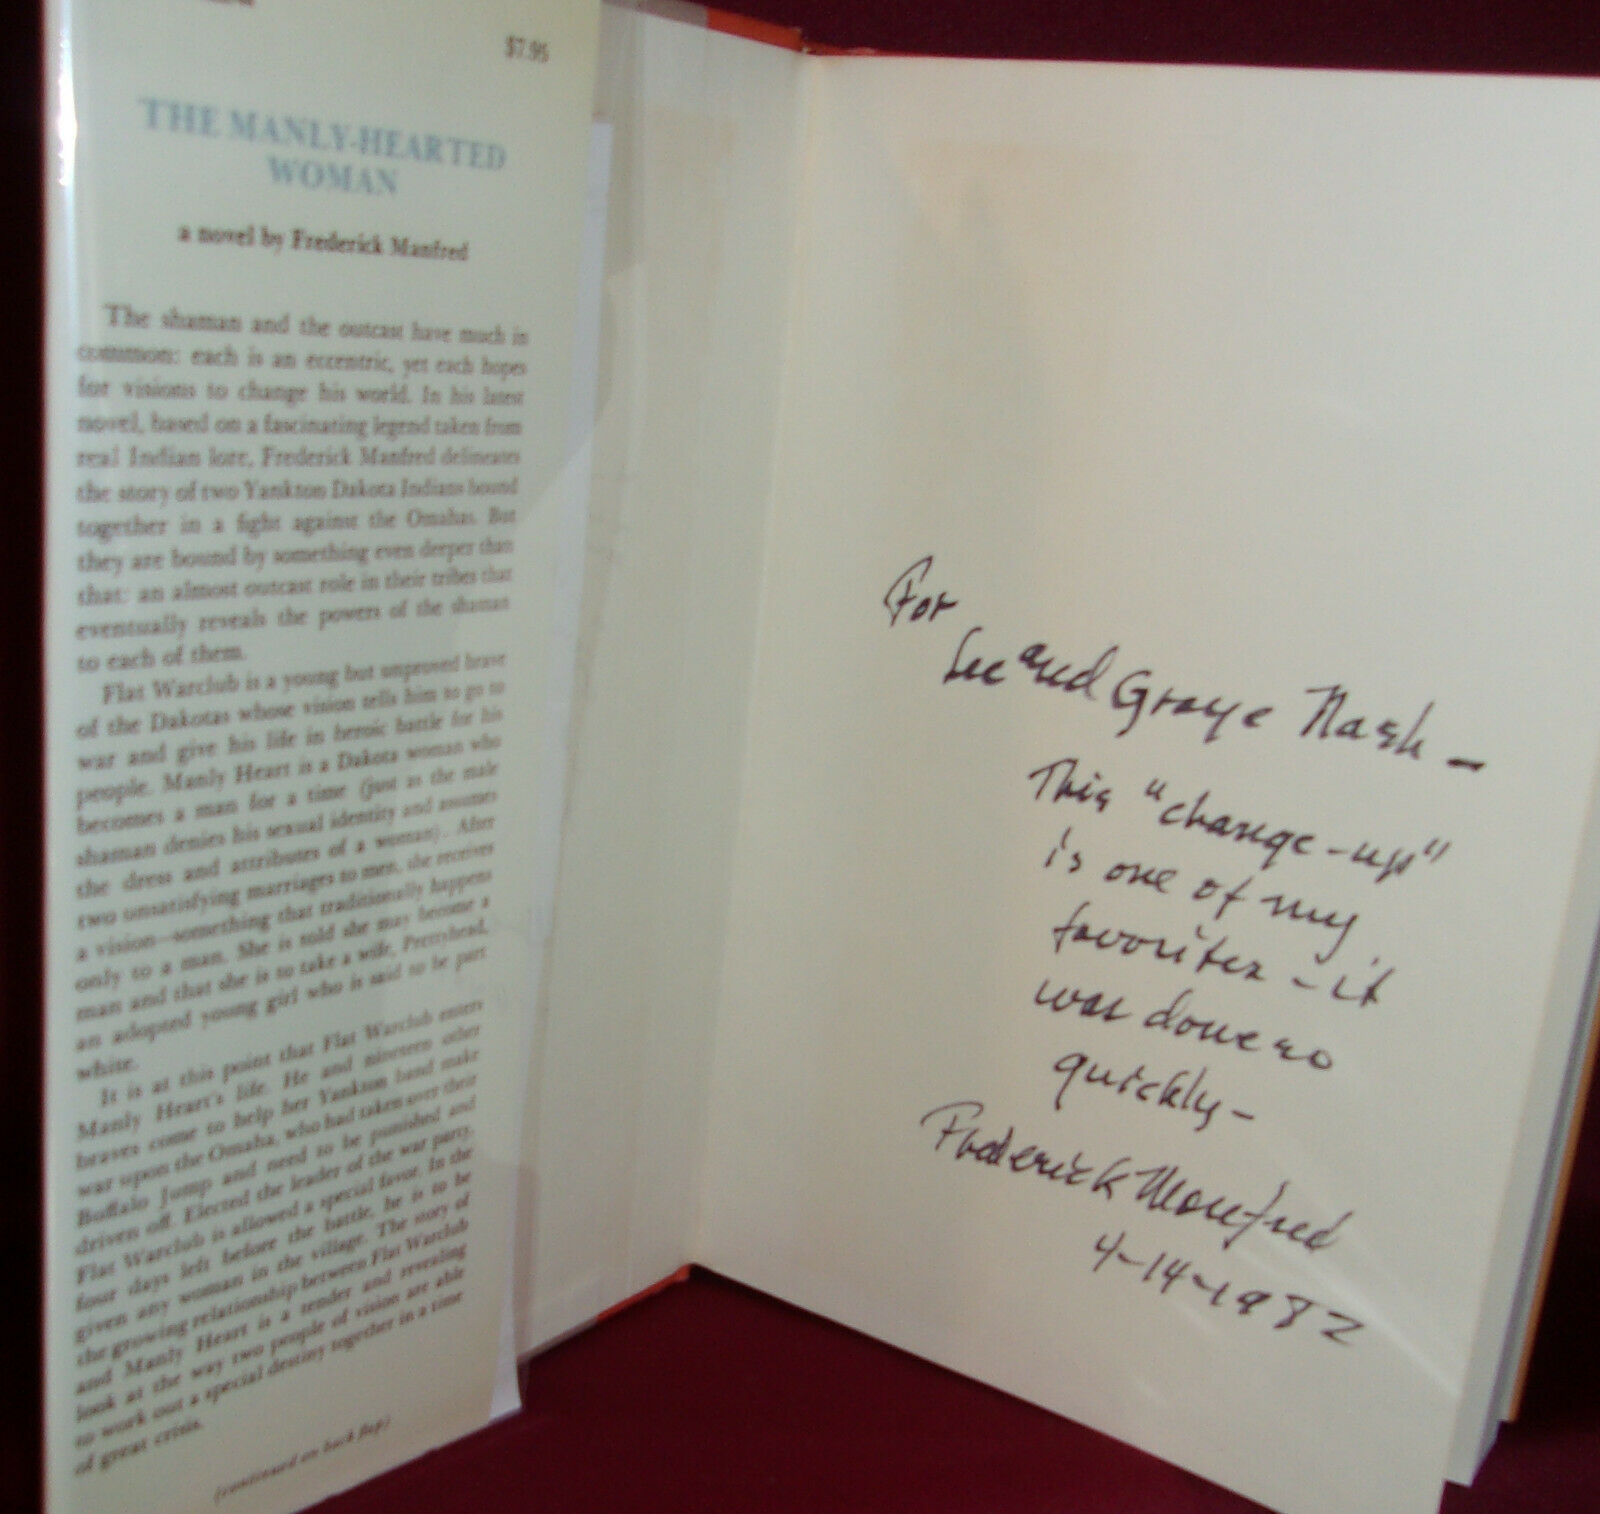 $7.95
THE MANLY-HEARTED
WOMAN
a novel by Frederick Manfred
The shaman and the outcast have much in
common: each is an eccentric, yet each hopes
for visions to change his world. In his latest
novel, based on a fascinating legend taken from
real Indian lore, Frederick Manfred delineates
the story of two Yankton Dakota Indians bound
together in a fight against the Omahas. But
they are bound by something even deeper than
that: an almost outcast role in their tribes that
eventually reveals the powers of the shaman
to each of them.
Flat Warclub is a young but unproved brave
of the Dakotas whose vision tells him to go to
war and give his life in heroic battle for his
people. Manly Heart is a Dakota woman who
becomes a man for a time (just as the male
shaman denies his sexual identity and assumes
the dress and attributes of a woman). After
two unsatisfying marriages to men, she receives
a vision—something that traditionally happens
only to a man. She is told she may become a
man and that she is to take a wife, Prettyhead,
an adopted young girl who is said to be part
white.
It is at this point that Flat Warclub enters
Manly Heart's life. He and nineteen other
braves come to help her Yankton band make
war upon the Omaha, who had taken over their
Buffalo Jump and need to be punished and
driven off. Elected the leader of the war party,
Flat Warclub is allowed a special favor. In the
four days left before the battle, he is to be
given any woman in the village. The story of
the growing relationship between Flat Warclub
and Manly Heart is a tender and revealing
look at the way two people of vision are able
to work out a special destiny together in a time
of great crisis.
(continued on back flap)
For
Lee and Graye Nash —
This "change-up"
is one of my
favorites - it
was done so
quickly —
Frederick Manfred
4-14-1982